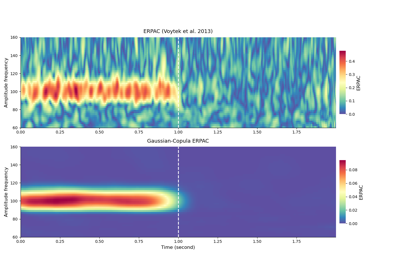 ERPAC (Voytek et al. 2013)
Amplitude frequency
160
140
120
100
80
60
0.00 0.25 0.50 0.75 1.00 1.25 1.50 1.75
0.4
0.3
0.2
0.1
0.0
ERPAC
Gaussian-Copula ERPAC
Amplitude frequency
160
140
120
100
80
60
0.00 0.25 0.50 0.75 1.00 1.25 1.50 1.75
Time (second)
0.08
0.06
0.04
0.02
0.00
ERPAC